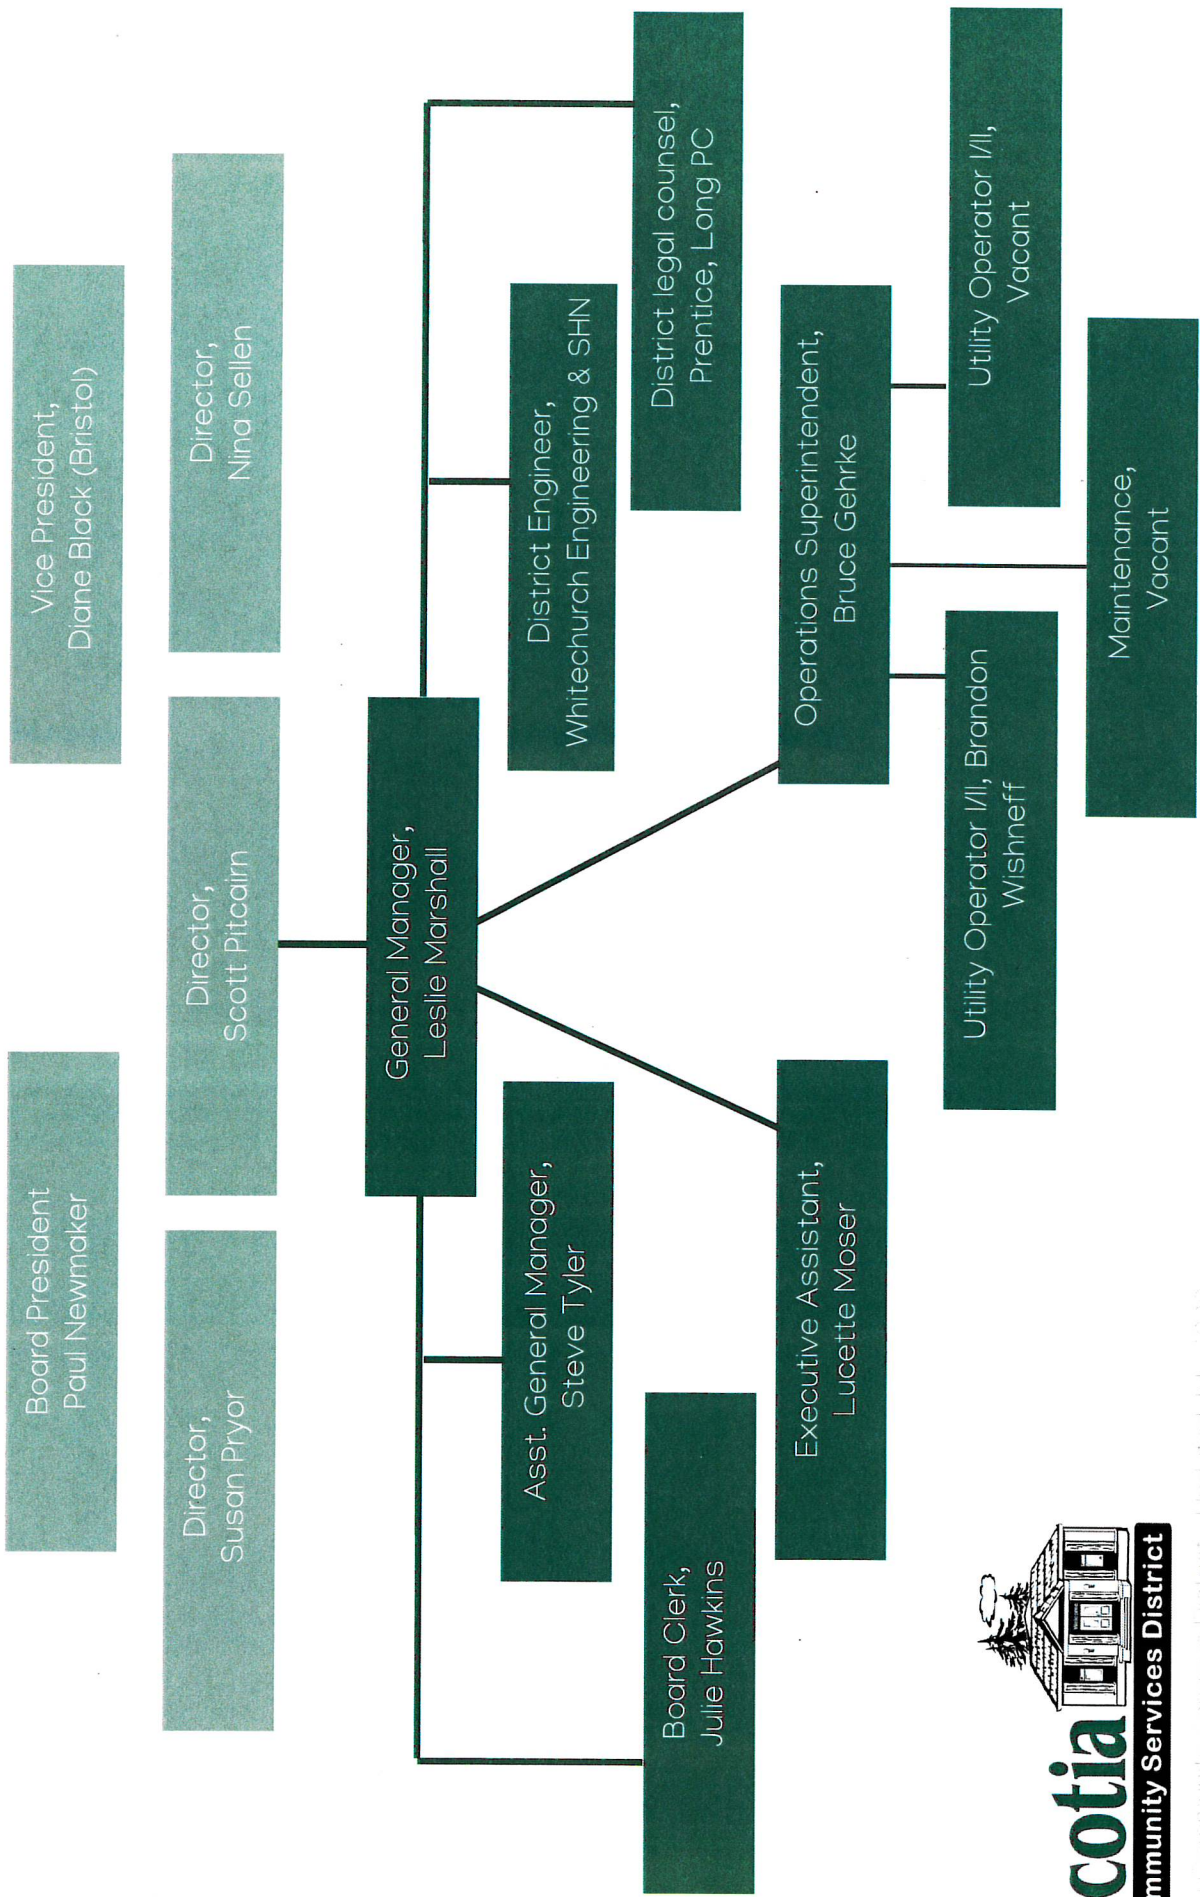 Board President
Paul Newmaker
Vice President,
Diane Black (Bristol)
Director,
Susan Pryor
Director,
Scott Pitcairn
Director,
Nina Sellen
General Manager,
Leslie Marshall
Asst. General Manager,
Steve Tyler
District Engineer,
Whitechurch Engineering & SHN
Board Clerk,
Julie Hawkins
District legal counsel,
Prentice, Long PC
Executive Assistant,
Lucette Moser
Operations Superintendent,
Bruce Gehrke
Utility Operator I/II, Brandon
Wishneff
Utility Operator I/II,
Vacant
Maintenance,
Vacant
cotia
mmunity Services District